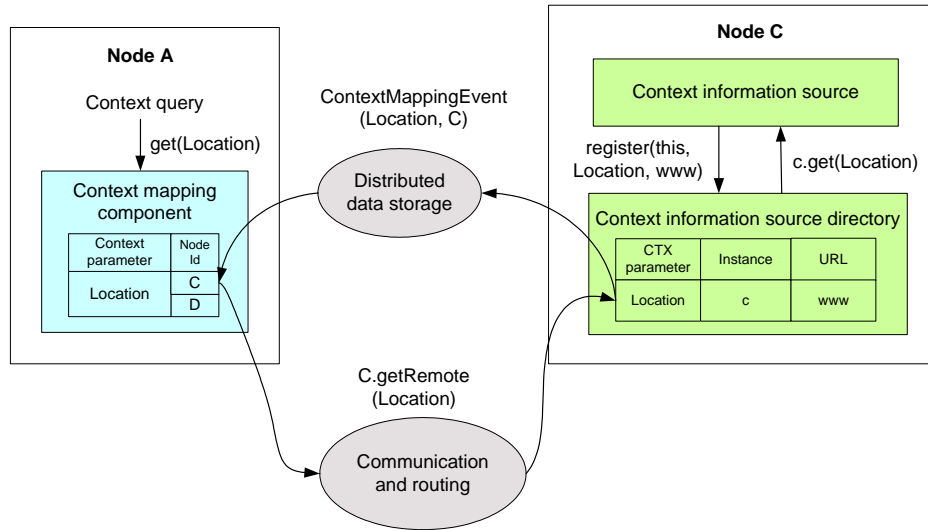 Node A
Context query
get(Location)
Context mapping
component
Context
parameter
Node
Id
Location
C
D
ContextMappingEvent
(Location, C)
Distributed
data storage
C.getRemote
(Location)
Communication
and routing
Node C
Context information source
register(this,
Location, www)
c.get(Location)
Context information source directory
CTX
parameter
Instance
URL
Location
c
www